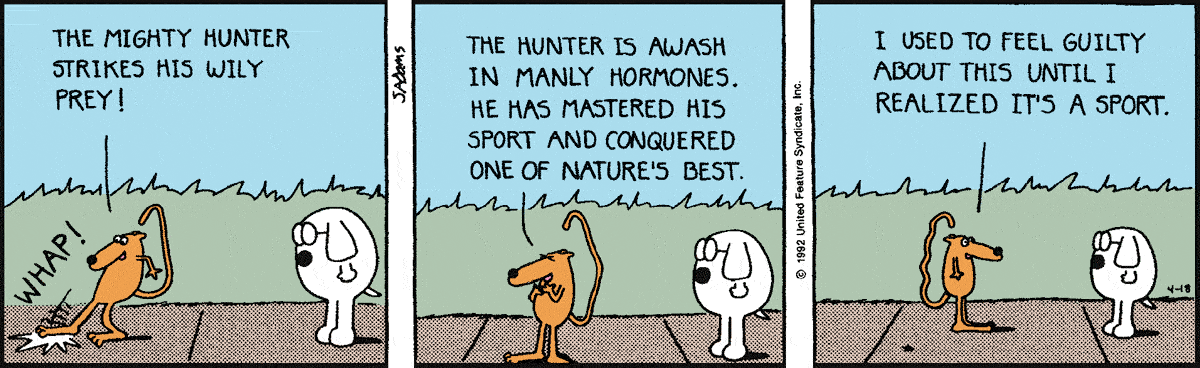 THE MIGHTY HUNTER
STRIKES HIS WILY
PREY!
WHAP!
SAdams
THE HUNTER IS AWASH
IN MANLY HORMONES.
HE HAS MASTERED HIS
SPORT AND CONQUERED
ONE OF NATURE'S BEST.
© 1992 United Feature Syndicate, Inc.
I USED TO FEEL GUILTY
ABOUT THIS UNTIL I
REALIZED IT'S A SPORT.
4-18